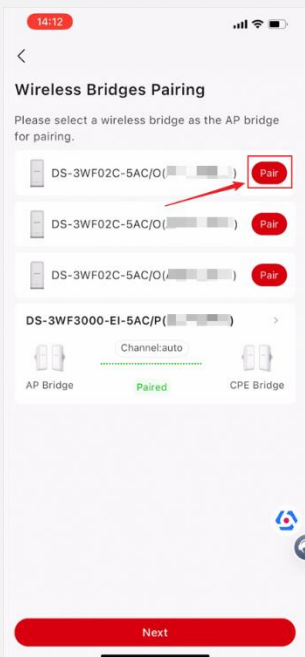 14:12
Wireless Bridges Pairing
Please select a wireless bridge as the AP bridge
for pairing.
DS-3WF02C-5AC/O( ) Pair
DS-3WF02C-5AC/O( ) Pair
DS-3WF02C-5AC/O( ) Pair
DS-3WF3000-EI-5AC/P( ) >
Channel:auto
AP Bridge Paired CPE Bridge
Next